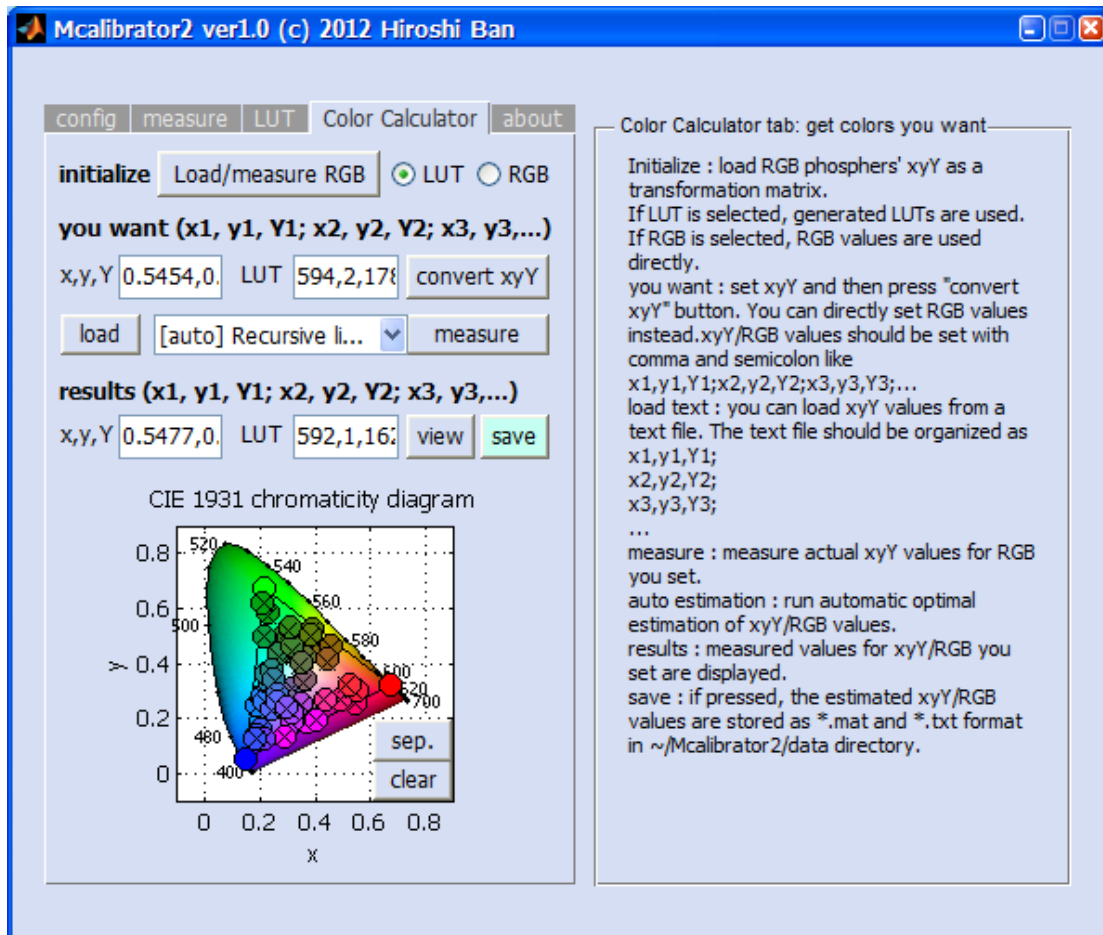 Mcalibrator2 ver1.0 (c) 2012 Hiroshi Ban
config measure LUT Color Calculator about
initialize Load/measure RGB LUT RGB
you want (x1, y1, Y1; x2, y2, Y2; x3, y3,...)
x,y,Y 0.5454,0. LUT 594,2,178 convert xyY
load [auto] Recursive li... measure
results (x1, y1, Y1; x2, y2, Y2; x3, y3,...)
x,y,Y 0.5477,0. LUT 592,1,162 view save
CIE 1931 chromaticity diagram
0.8
0.6
0.4
0.2
0
y
520
540
560
500
580
600
620
700
480
400
sep.
clear
0 0.2 0.4 0.6 0.8
x
Color Calculator tab: get colors you want
Initialize : load RGB phosphers' xyY as a
transformation matrix.
If LUT is selected, generated LUTs are used.
If RGB is selected, RGB values are used
directly.
you want : set xyY and then press "convert
xyY" button. You can directly set RGB values
instead.xyY/RGB values should be set with
comma and semicolon like
x1,y1,Y1;x2,y2,Y2;x3,y3,Y3;...
load text : you can load xyY values from a
text file. The text file should be organized as
x1,y1,Y1;
x2,y2,Y2;
x3,y3,Y3;
...
measure : measure actual xyY values for RGB
you set.
auto estimation : run automatic optimal
estimation of xyY/RGB values.
results : measured values for xyY/RGB you
set are displayed.
save : if pressed, the estimated xyY/RGB
values are stored as *.mat and *.txt format
in ~/Mcalibrator2/data directory.